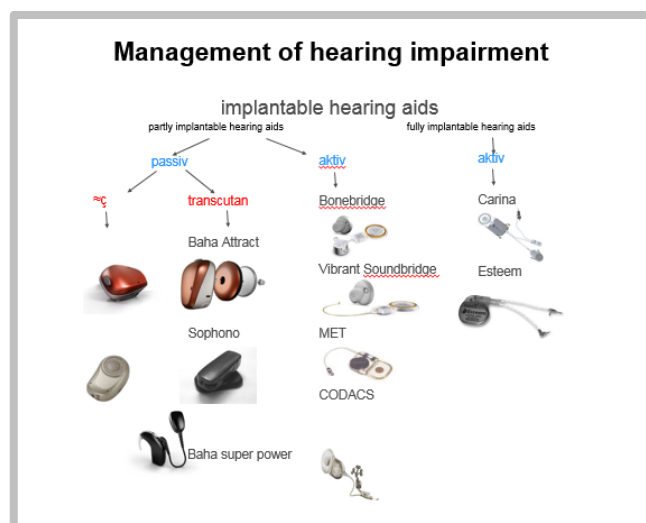 Management of hearing impairment
implantable hearing aids
partly implantable hearing aids
fully implantable hearing aids
passiv
aktiv
aktiv
≈ç
transcutan
Bonebridge
Carina
Baha Attract
Vibrant Soundbridge
Esteem
Sophono
MET
CODACS
Baha super power